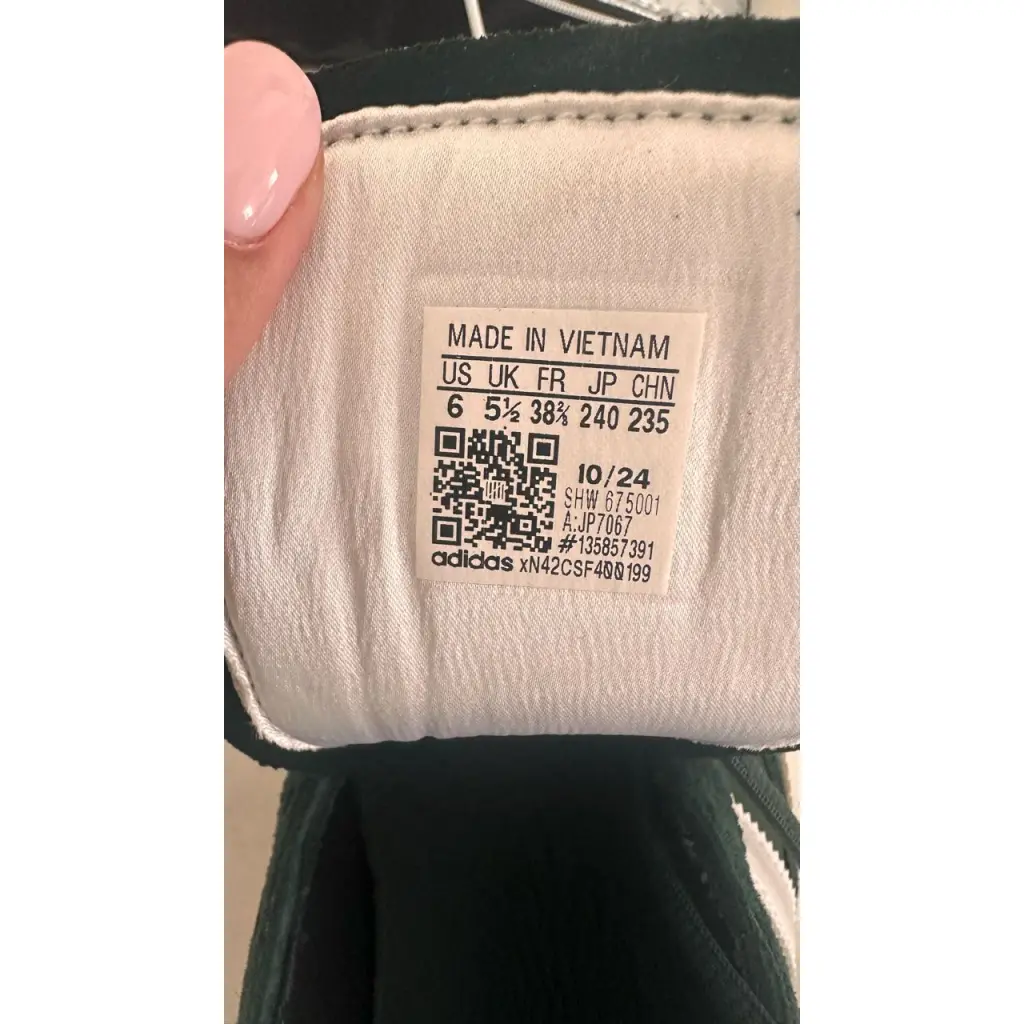 MADE IN VIETNAM
US UK FR JP CHN
6 5½ 38⅔ 240 235
10/24
SHW 675001
A:JP7067
#135857391
adidas xN42CSF400199